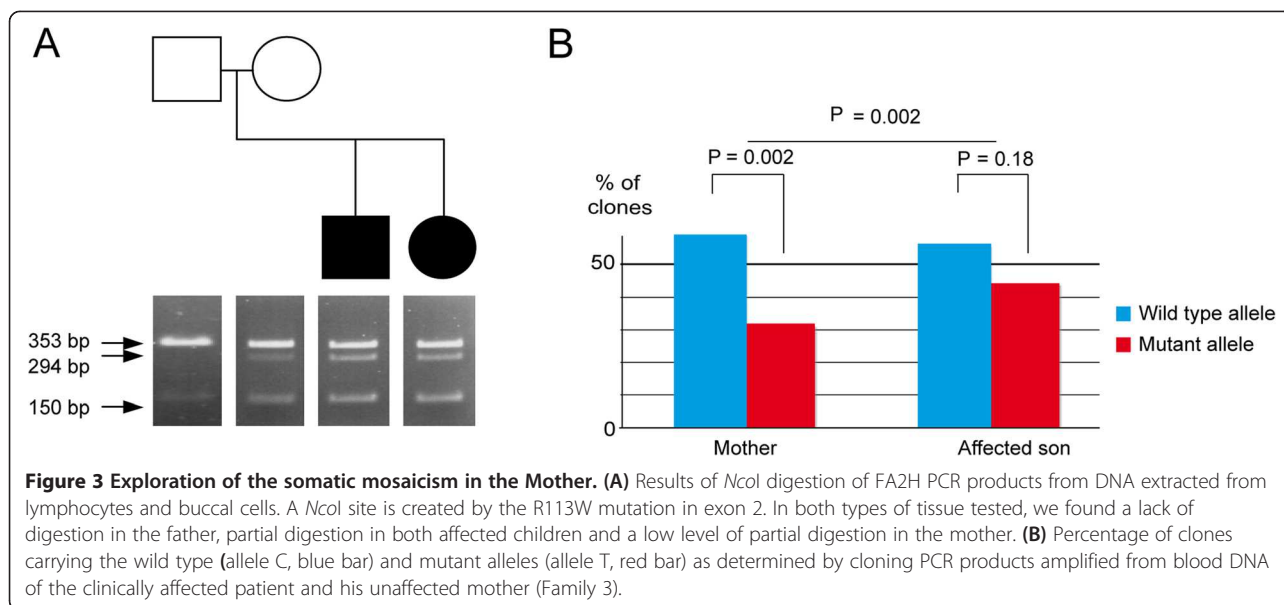 A
353 bp
294 bp
150 bp
B
P = 0.002
P = 0.002
P = 0.18
% of
clones
50
0
Mother
Affected son
Wild type allele
Mutant allele
Figure 3 Exploration of the somatic mosaicism in the Mother. (A) Results of NcoI digestion of FA2H PCR products from DNA extracted from
lymphocytes and buccal cells. A NcoI site is created by the R113W mutation in exon 2. In both types of tissue tested, we found a lack of
digestion in the father, partial digestion in both affected children and a low level of partial digestion in the mother. (B) Percentage of clones
carrying the wild type (allele C, blue bar) and mutant alleles (allele T, red bar) as determined by cloning PCR products amplified from blood DNA
of the clinically affected patient and his unaffected mother (Family 3).